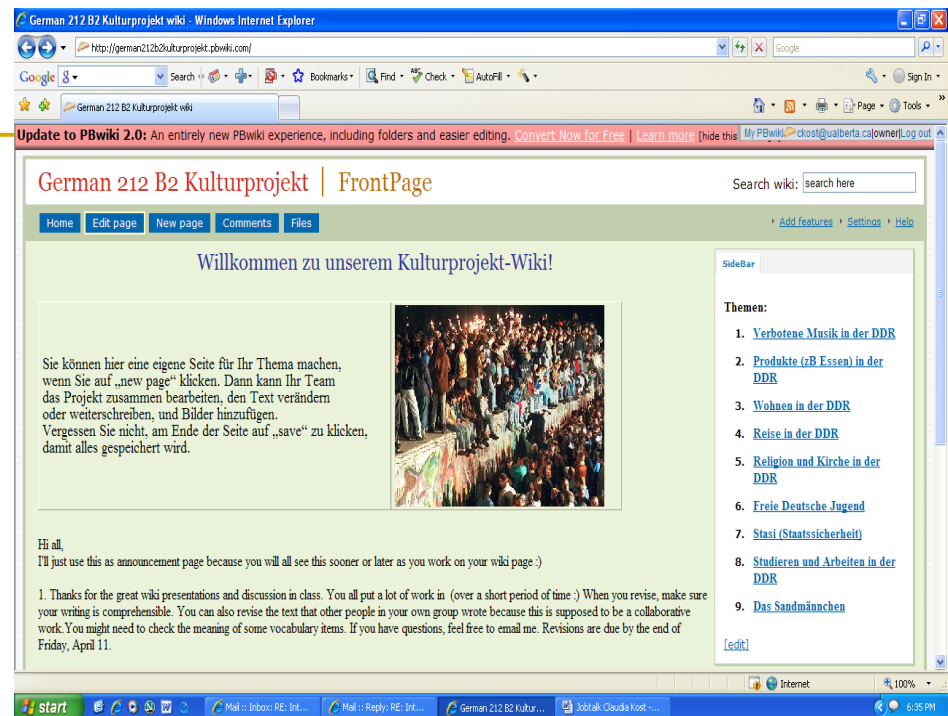 German 212 B2 Kulturprojekt wiki - Windows Internet Explorer
http://german212b2kulturprojekt.pbwiki.com/
Google
Google Search Bookmarks Find Check AutoFill Sign In
German 212 B2 Kulturprojekt wiki
Page Tools
Update to PBwiki 2.0: An entirely new PBwiki experience, including folders and easier editing. Convert Now for Free | Learn more [hide this
My PBwiki ckost@ualberta.ca|owner|Log out
German 212 B2 Kulturprojekt | FrontPage
Search wiki: search here
Home Edit page New page Comments Files
Add features Settings Help
Willkommen zu unserem Kulturprojekt-Wiki!
Sie können hier eine eigene Seite für Ihr Thema machen,
wenn Sie auf „new page“ klicken. Dann kann Ihr Team
das Projekt zusammen bearbeiten, den Text verändern
oder weiterschreiben, und Bilder hinzufügen.
Vergessen Sie nicht, am Ende der Seite auf „save“ zu klicken,
damit alles gespeichert wird.
Hi all,
I'll just use this as announcement page because you will all see this sooner or later as you work on your wiki page :)
1. Thanks for the great wiki presentations and discussion in class. You all put a lot of work in (over a short period of time :) When you revise, make sure
your writing is comprehensible. You can also revise the text that other people in your own group wrote because this is supposed to be a collaborative
work.You might need to check the meaning of some vocabulary items. If you have questions, feel free to email me. Revisions are due by the end of
Friday, April 11.
SideBar
Themen:
1. Verbotene Musik in der DDR
2. Produkte (zB Essen) in der
DDR
3. Wohnen in der DDR
4. Reise in der DDR
5. Religion und Kirche in der
DDR
6. Freie Deutsche Jugend
7. Stasi (Staatssicherheit)
8. Studieren und Arbeiten in der
DDR
9. Das Sandmännchen
[edit]
Internet 100%
start Mail :: Inbox: RE: Int... Mail :: Reply: RE: Int... German 212 B2 Kultur... Jobtalk Claudia Kost -... 6:35 PM